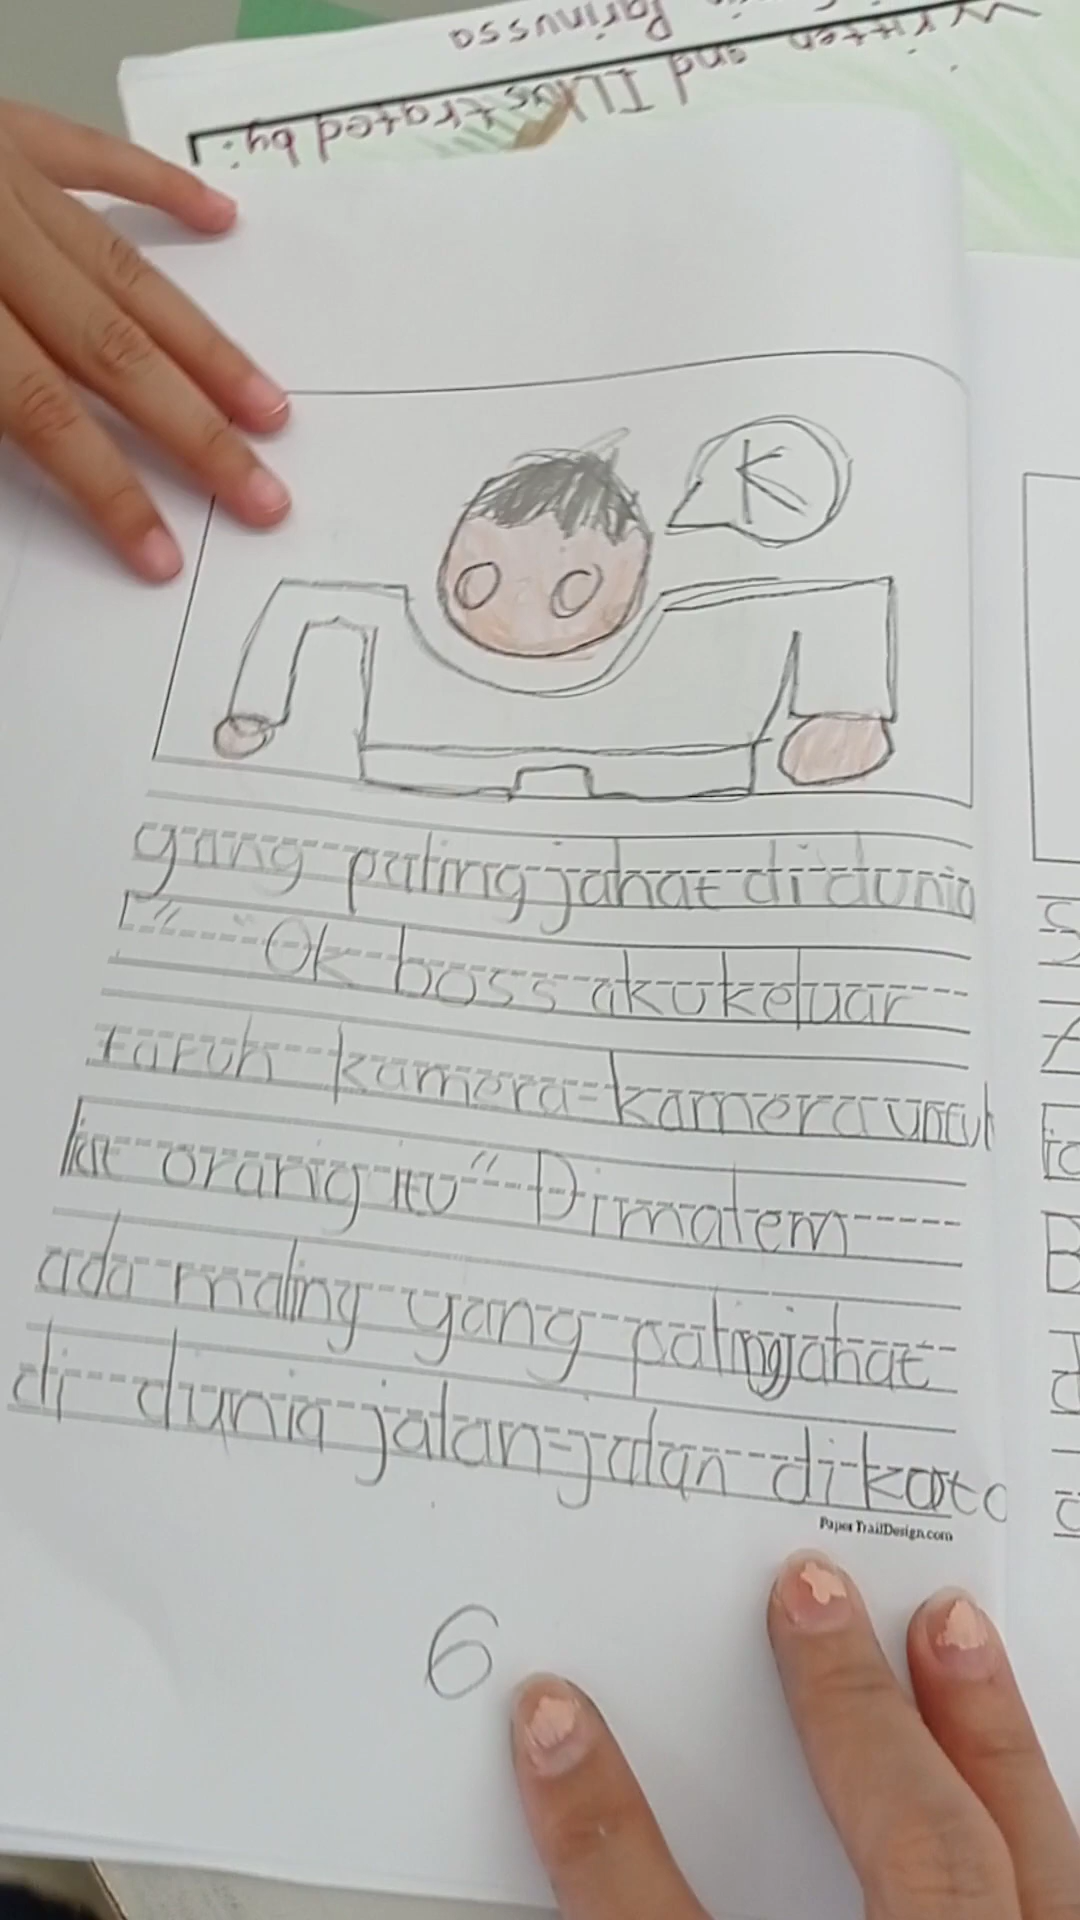 Written and ILlustrated by:
Parinussa
K
yang paling jahat di dunia
" " Ok boss aku keluar
taruh kamera-kamera untuk
liat orang itu" Dimalem
ada maling yang paling jahat
di dunia jalan-jalan di kota
PaperTrailDesign.com
6